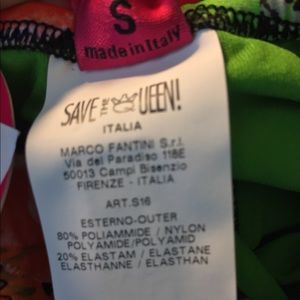 S
made in Italy
SAVE THE QUEEN!
ITALIA
MARCO FANTINI S.r.l.
Via del Paradiso 118E
50013 Campi Bisenzio
FIRENZE - ITALIA
ART.S16
ESTERNO-OUTER
80% POLIAMMIDE / NYLON
POLYAMIDE/POLYAMID
20% ELASTAM / ELASTANE
ELASTHANNE / ELASTHAN